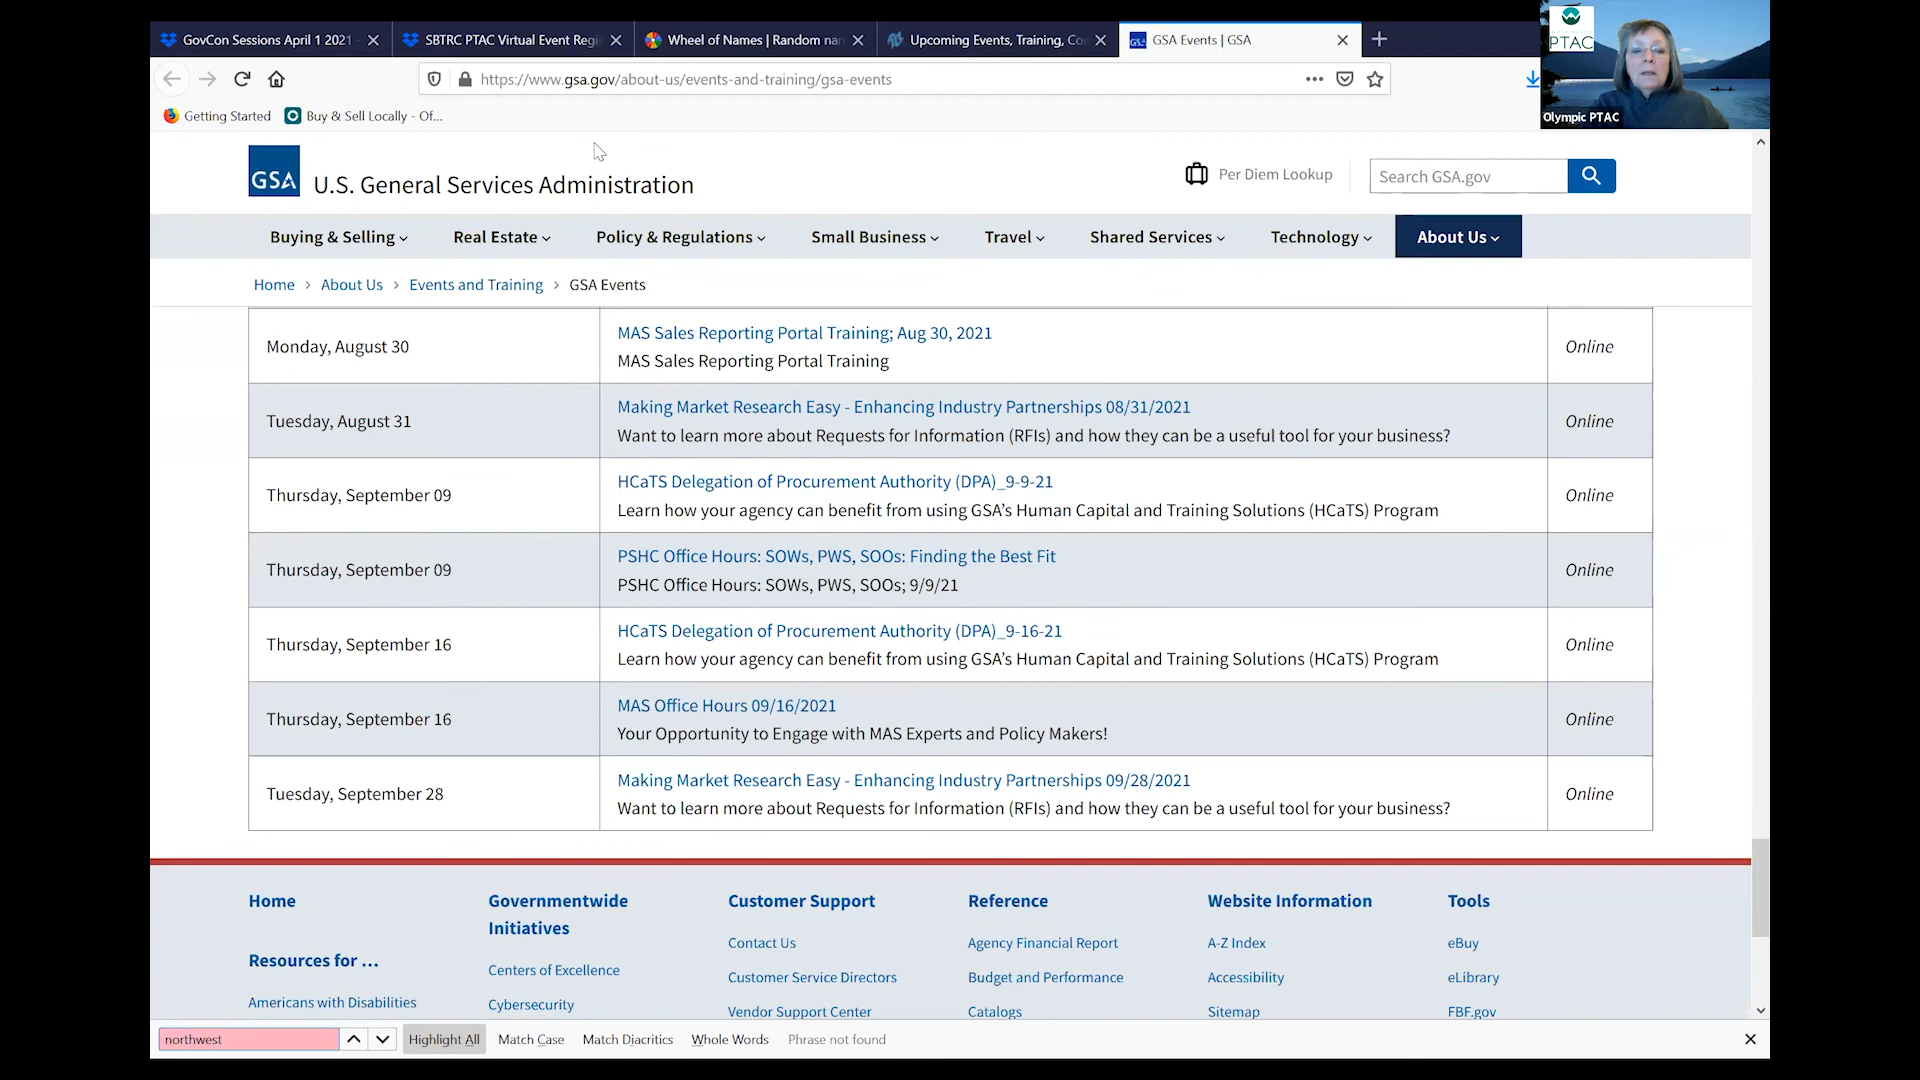 GovCon Sessions April 1 2021
SBTRC PTAC Virtual Event Regi
Wheel of Names | Random nam
Upcoming Events, Training, Co
GSA Events | GSA
PTAC
Olympic PTAC
https://www.gsa.gov/about-us/events-and-training/gsa-events
Getting Started
Buy & Sell Locally - Of...
GSA
U.S. General Services Administration
Per Diem Lookup
Search GSA.gov
Buying & Selling
Real Estate
Policy & Regulations
Small Business
Travel
Shared Services
Technology
About Us
Home > About Us > Events and Training > GSA Events
Monday, August 30
MAS Sales Reporting Portal Training; Aug 30, 2021
MAS Sales Reporting Portal Training
Online
Tuesday, August 31
Making Market Research Easy - Enhancing Industry Partnerships 08/31/2021
Want to learn more about Requests for Information (RFIs) and how they can be a useful tool for your business?
Online
Thursday, September 09
HCaTS Delegation of Procurement Authority (DPA)_9-9-21
Learn how your agency can benefit from using GSA's Human Capital and Training Solutions (HCaTS) Program
Online
Thursday, September 09
PSHC Office Hours: SOWs, PWS, SOOs: Finding the Best Fit
PSHC Office Hours: SOWs, PWS, SOOs; 9/9/21
Online
Thursday, September 16
HCaTS Delegation of Procurement Authority (DPA)_9-16-21
Learn how your agency can benefit from using GSA's Human Capital and Training Solutions (HCaTS) Program
Online
Thursday, September 16
MAS Office Hours 09/16/2021
Your Opportunity to Engage with MAS Experts and Policy Makers!
Online
Tuesday, September 28
Making Market Research Easy - Enhancing Industry Partnerships 09/28/2021
Want to learn more about Requests for Information (RFIs) and how they can be a useful tool for your business?
Online
Home
Resources for ...
Americans with Disabilities
Governmentwide
Initiatives
Centers of Excellence
Cybersecurity
Customer Support
Contact Us
Customer Service Directors
Vendor Support Center
Reference
Agency Financial Report
Budget and Performance
Catalogs
Website Information
A-Z Index
Accessibility
Sitemap
Tools
eBuy
eLibrary
FBF.gov
northwest
Highlight All
Match Case
Match Diacritics
Whole Words
Phrase not found